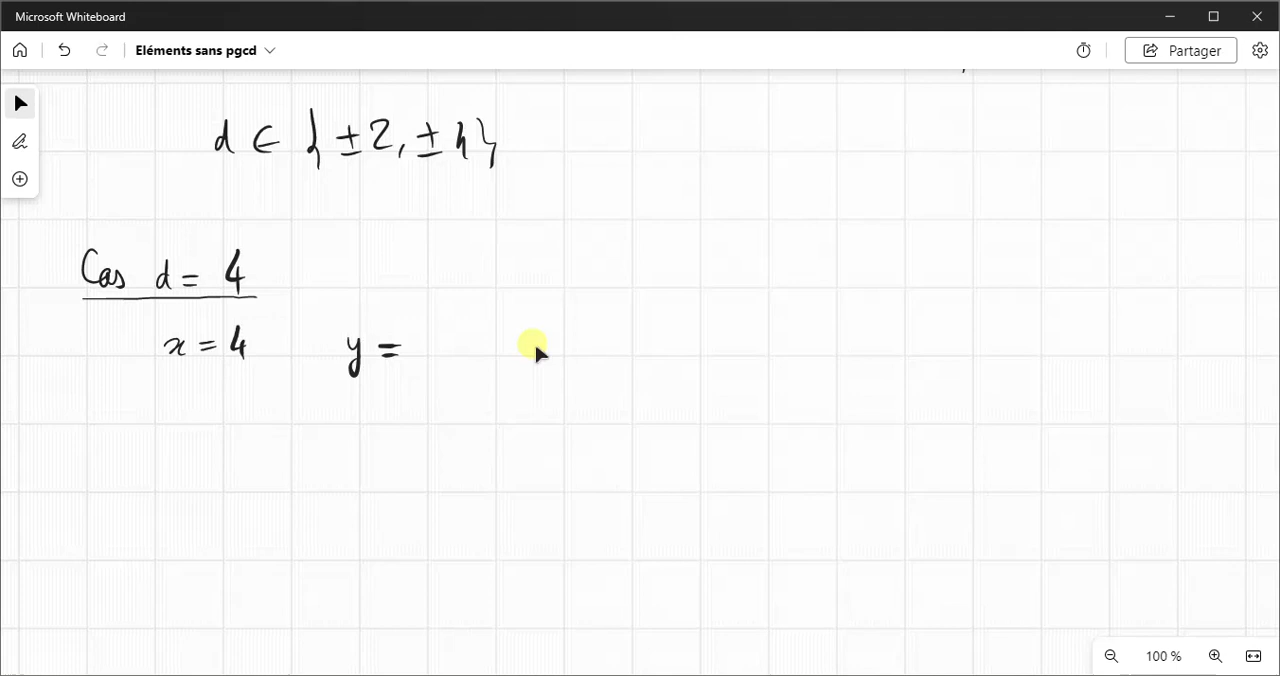 Microsoft Whiteboard
Eléments sans pgcd
Partager
d ∈ { ±2, ±4 }
Cas d = 4
x = 4 y =
100 %